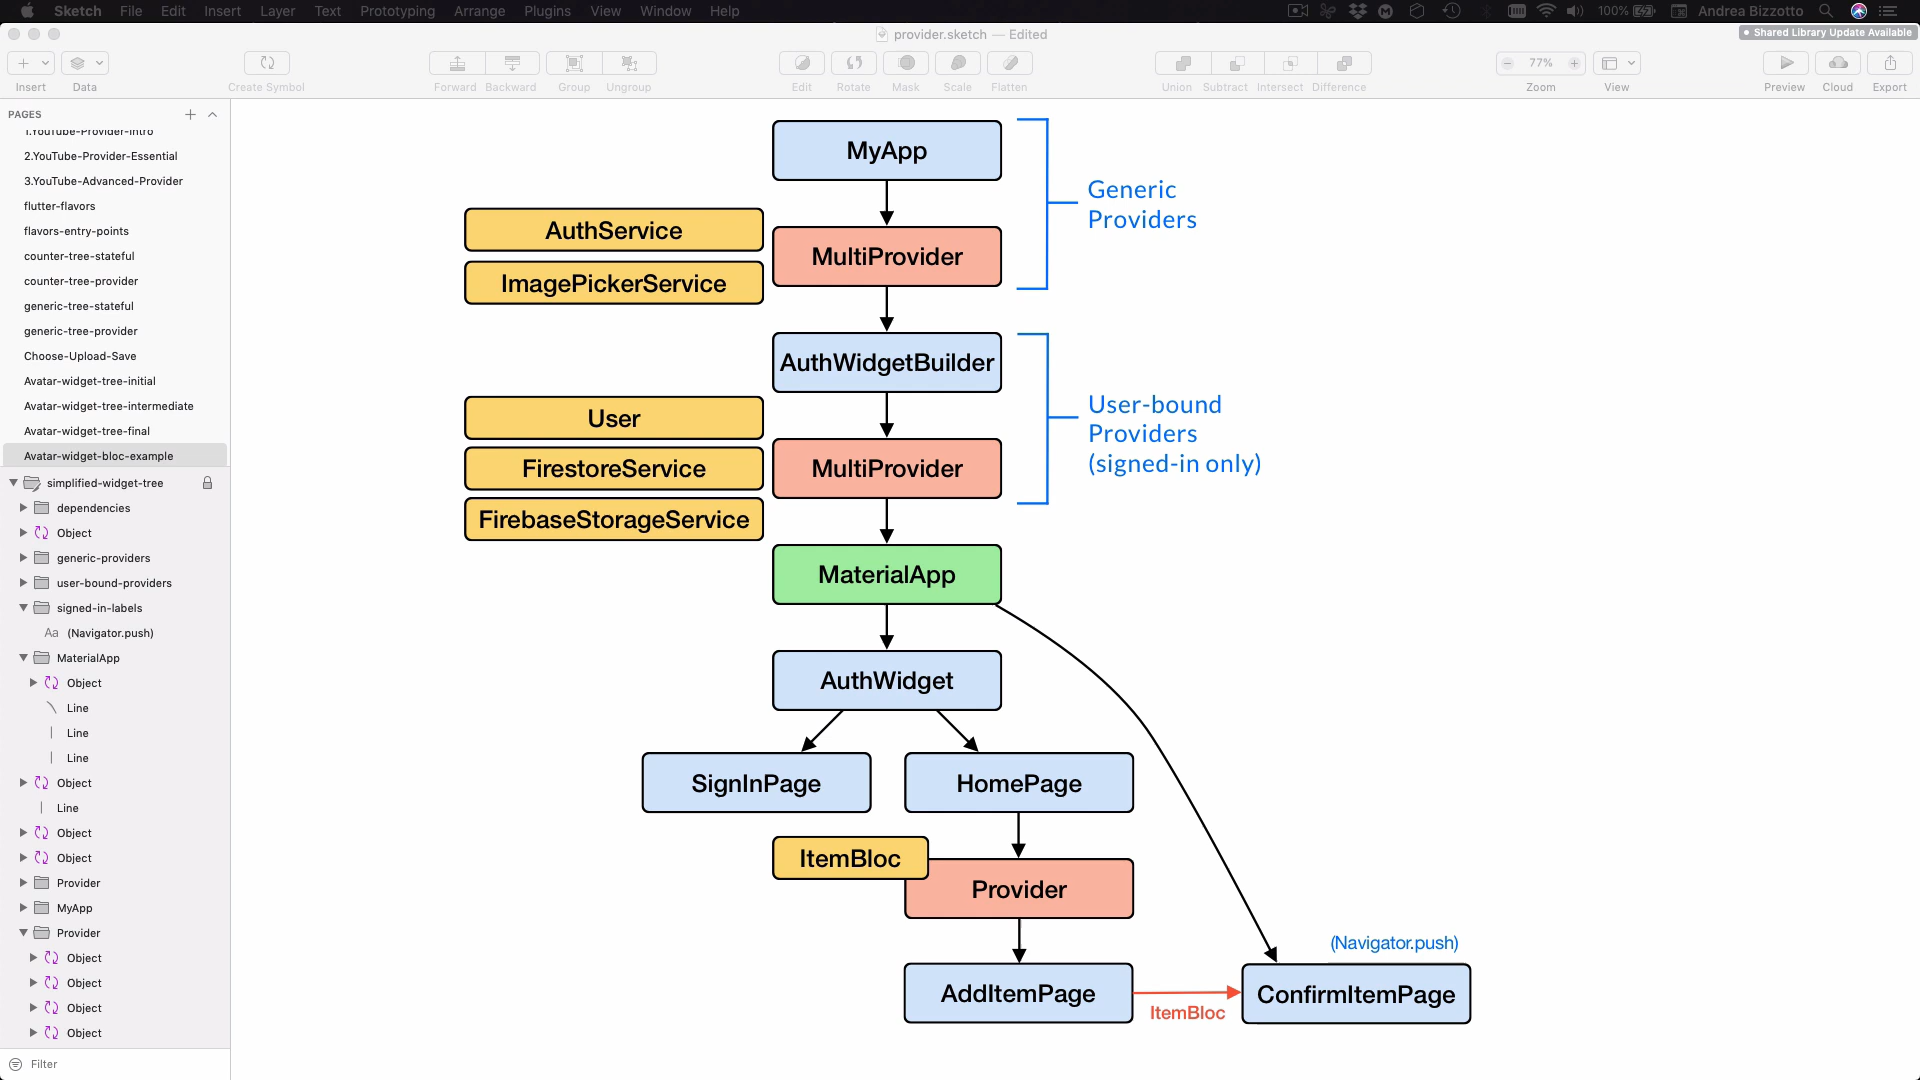 Sketch File Edit Insert Layer Text Prototyping Arrange Plugins View Window Help 100% Andrea Bizzotto
provider.sketch — Edited
Shared Library Update Available
77%
Insert Data Create Symbol Forward Backward Group Ungroup Edit Rotate Mask Scale Flatten Union Subtract Intersect Difference Zoom View Preview Cloud Export
PAGES
1.YouTube-Provider-Intro
2.YouTube-Provider-Essential
3.YouTube-Advanced-Provider
flutter-flavors
flavors-entry-points
counter-tree-stateful
counter-tree-provider
generic-tree-stateful
generic-tree-provider
Choose-Upload-Save
Avatar-widget-tree-initial
Avatar-widget-tree-intermediate
Avatar-widget-tree-final
Avatar-widget-bloc-example
simplified-widget-tree
dependencies
Object
generic-providers
user-bound-providers
signed-in-labels
Aa (Navigator.push)
MaterialApp
Object
Line
Line
Line
Object
Line
Object
Object
Provider
MyApp
Provider
Object
Object
Object
Object
Filter
MyApp
Generic
Providers
AuthService
MultiProvider
ImagePickerService
AuthWidgetBuilder
User-bound
Providers
(signed-in only)
User
FirestoreService
MultiProvider
FirebaseStorageService
MaterialApp
AuthWidget
SignInPage
HomePage
ItemBloc
Provider
(Navigator.push)
AddItemPage
ItemBloc
ConfirmItemPage